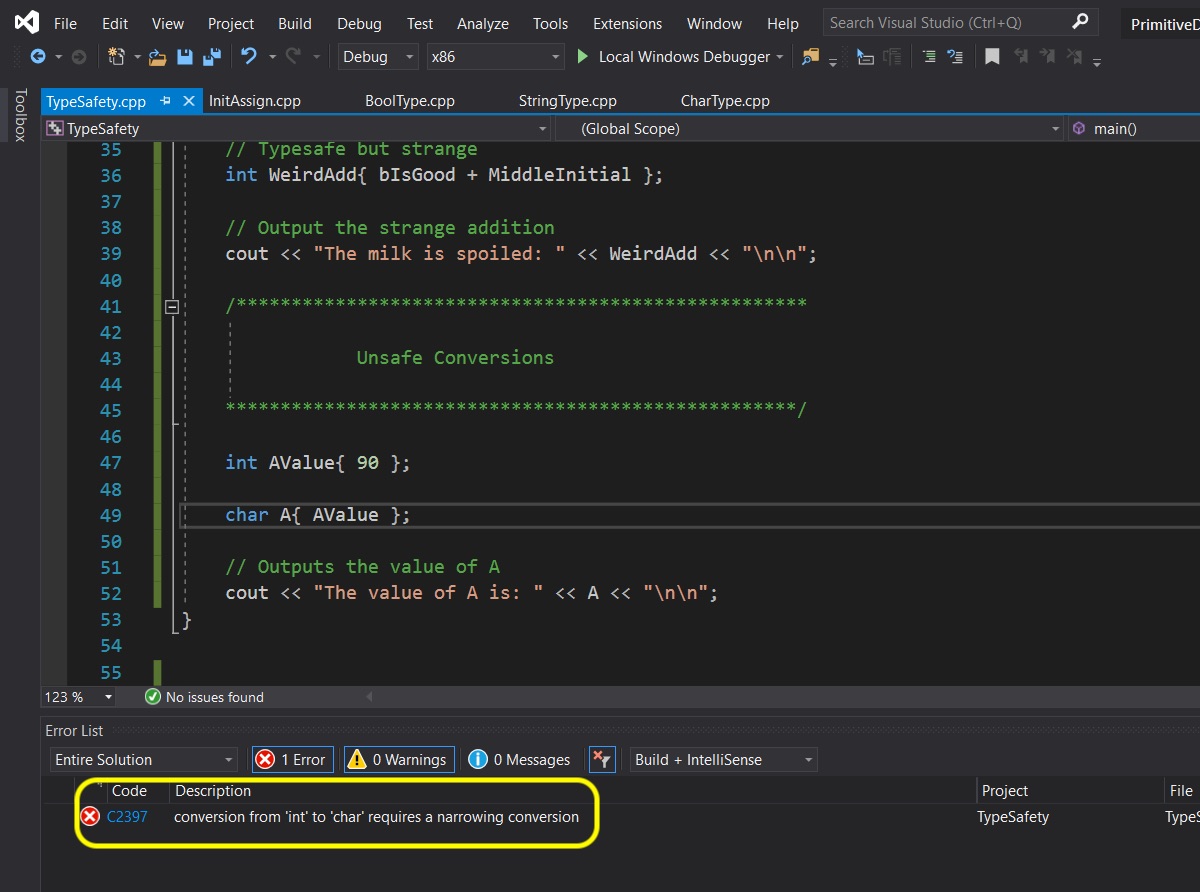 File Edit View Project Build Debug Test Analyze Tools Extensions Window Help Search Visual Studio (Ctrl+Q) PrimitiveD
Debug x86 Local Windows Debugger
Toolbox
TypeSafety.cpp InitAssign.cpp BoolType.cpp StringType.cpp CharType.cpp
TypeSafety (Global Scope) main()
35 // Typesafe but strange
36 int WeirdAdd{ bIsGood + MiddleInitial };
37
38 // Output the strange addition
39 cout << "The milk is spoiled: " << WeirdAdd << "\n\n";
40
41 /****************************************************
42
43 Unsafe Conversions
44
45 ****************************************************/
46
47 int AValue{ 90 };
48
49 char A{ AValue };
50
51 // Outputs the value of A
52 cout << "The value of A is: " << A << "\n\n";
53 }
54
55
123 % No issues found
Error List
Entire Solution 1 Error 0 Warnings 0 Messages Build + IntelliSense
Code Description Project File
C2397 conversion from 'int' to 'char' requires a narrowing conversion TypeSafety TypeS